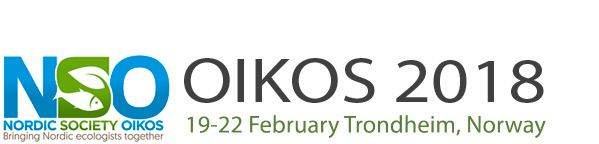 NSO
NORDIC SOCIETY OIKOS
Bringing Nordic ecologists together
OIKOS 2018
19-22 February Trondheim, Norway